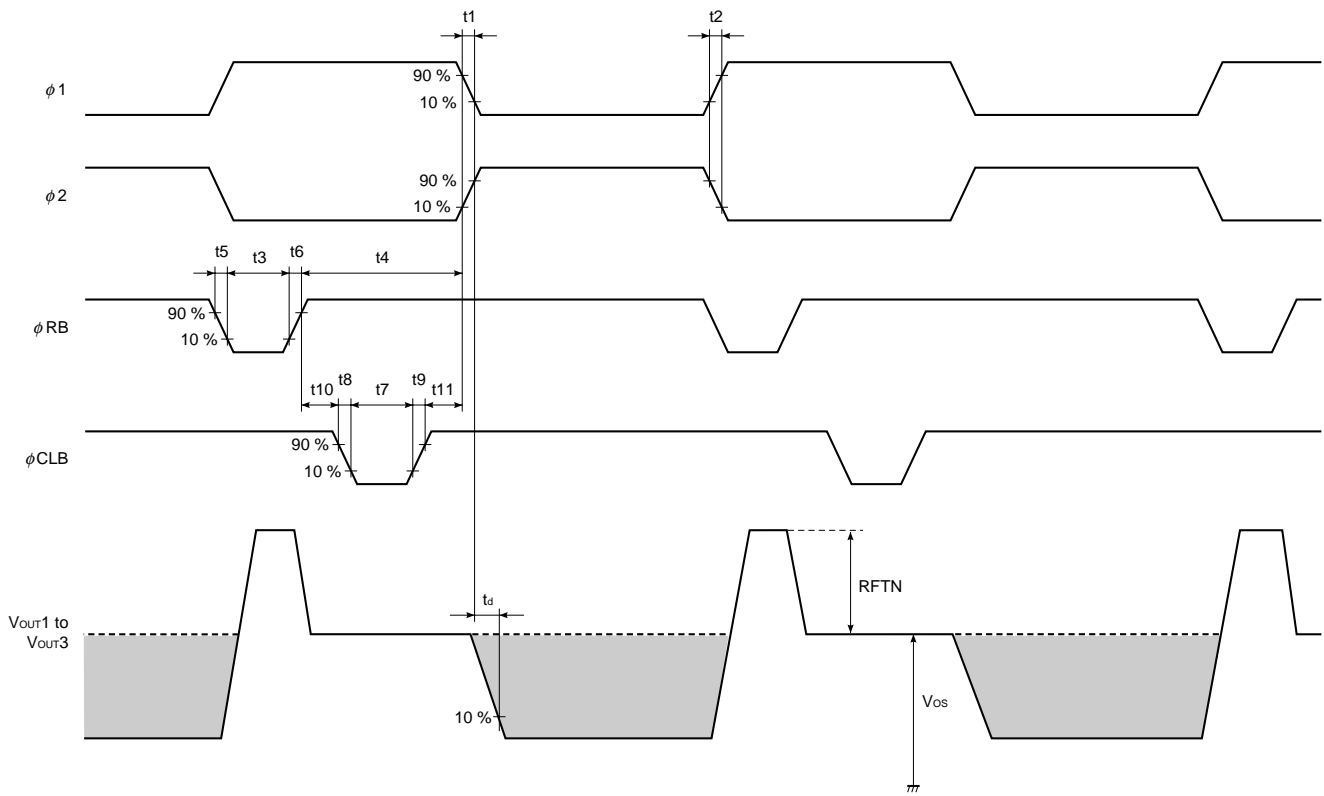 t1
t2
90 %
ϕ1
10 %
90 %
ϕ2
10 %
t5
t3
t6
t4
90 %
ϕRB
10 %
t10
t8
t7
t9
t11
90 %
ϕCLB
10 %
RFTN
td
VOUT1 to
VOUT3
10 %
VOS